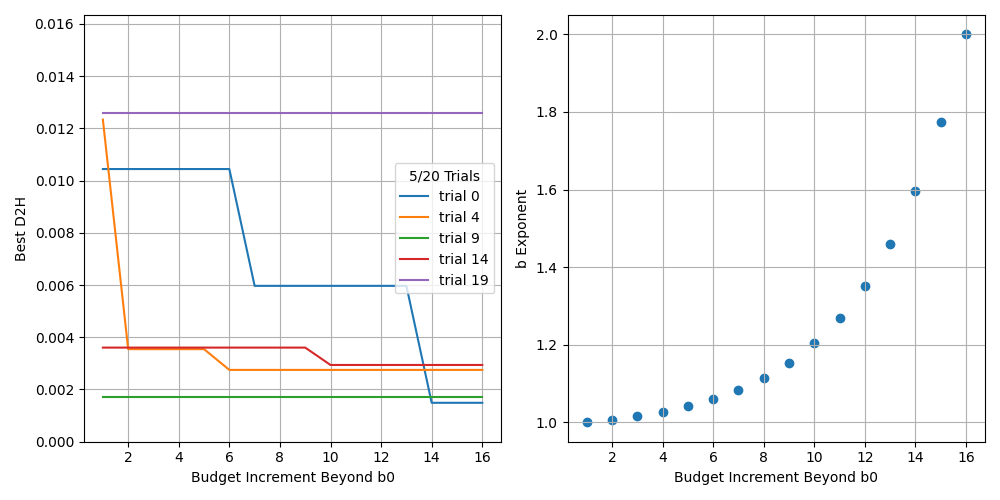 0.016
0.014
0.012
0.010
0.008
0.006
0.004
0.002
0.000
Best D2H
2 4 6 8 10 12 14 16
Budget Increment Beyond b0
5/20 Trials
trial 0
trial 4
trial 9
trial 14
trial 19
2.0
1.8
1.6
1.4
1.2
1.0
b Exponent
2 4 6 8 10 12 14 16
Budget Increment Beyond b0